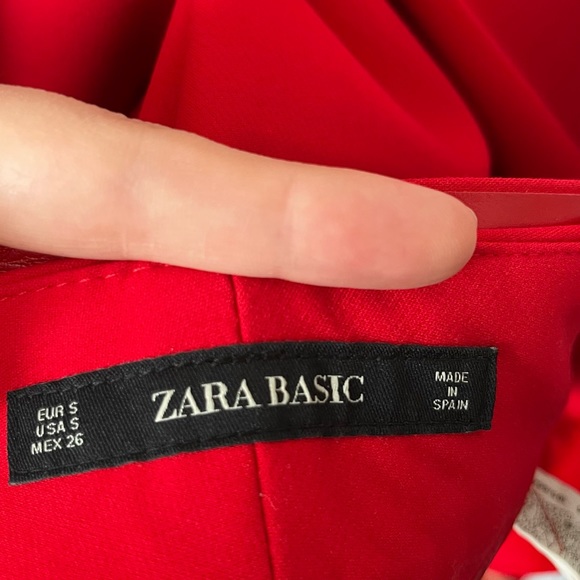 EUR S
USA S
MEX 26
ZARA BASIC
MADE
IN
SPAIN